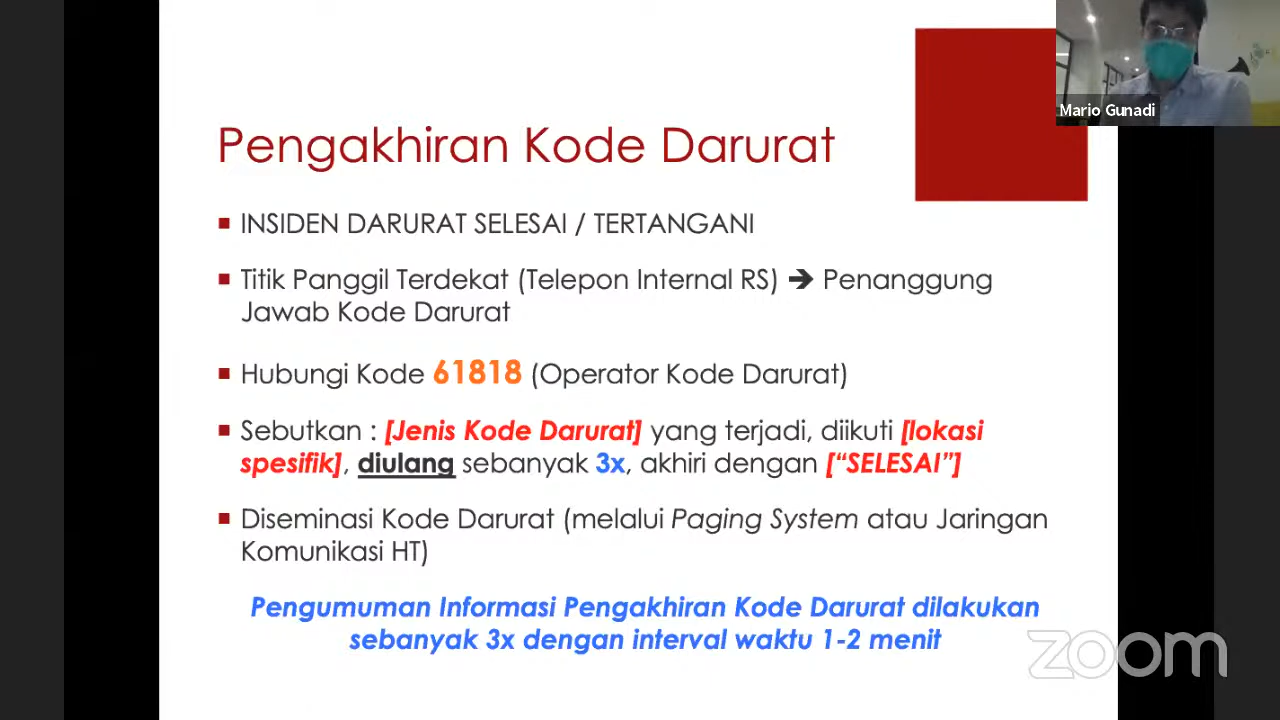 Mario Gunadi
Pengakhiran Kode Darurat
INSIDEN DARURAT SELESAI / TERTANGANI
Titik Panggil Terdekat (Telepon Internal RS) ➔ Penanggung
Jawab Kode Darurat
Hubungi Kode 61818 (Operator Kode Darurat)
Sebutkan : [Jenis Kode Darurat] yang terjadi, diikuti [lokasi
spesifik], diulang sebanyak 3x, akhiri dengan [“SELESAI”]
Diseminasi Kode Darurat (melalui Paging System atau Jaringan
Komunikasi HT)
Pengumuman Informasi Pengakhiran Kode Darurat dilakukan
sebanyak 3x dengan interval waktu 1-2 menit
zoom